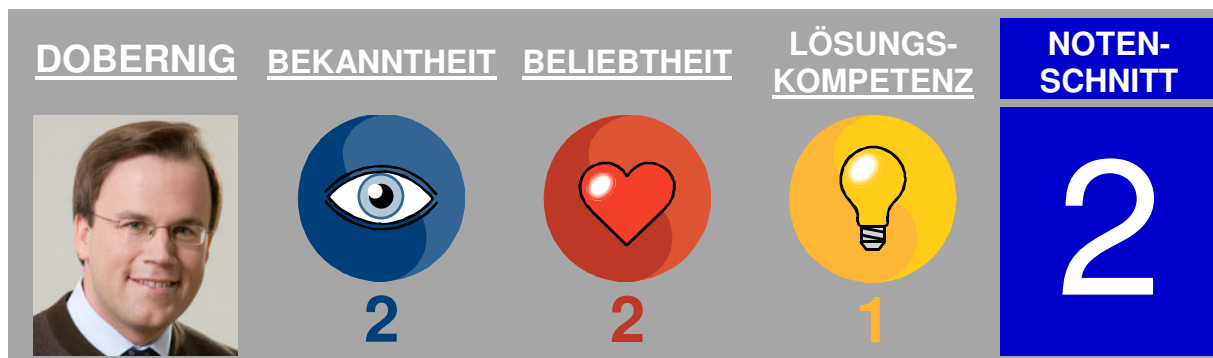 DOBERNIG
BEKANNTHEIT
BELIEBTHEIT
LÖSUNGS-
KOMPETENZ
NOTEN-
SCHNITT
2
2
1
2